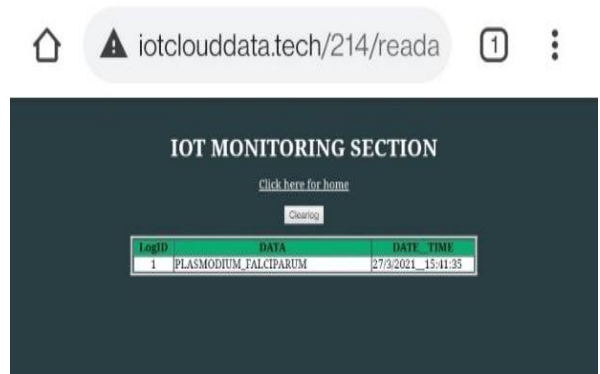 iotclouddata.tech/214/reada
1
IOT MONITORING SECTION
Click here for home
Clearlog
LogID DATA DATE__TIME
1 PLASMODIUM_FALCIPARUM 27/3/2021__15:41:35